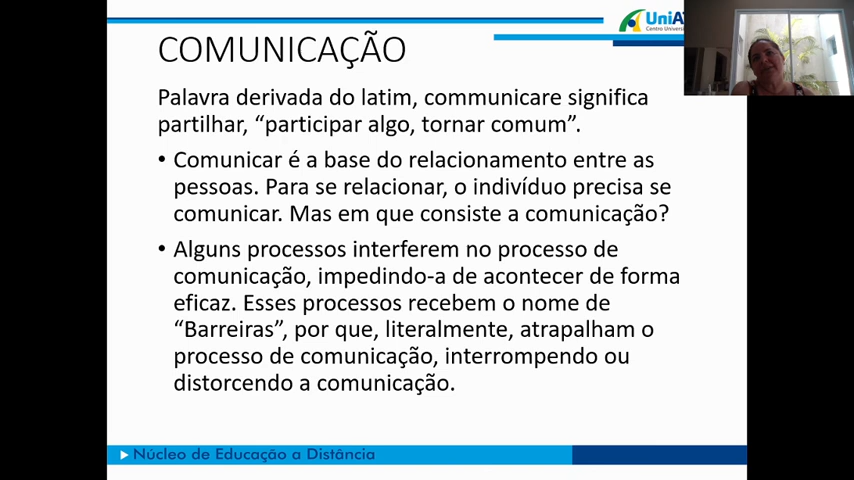 COMUNICAÇÃO
Palavra derivada do latim, communicare significa
partilhar, “participar algo, tornar comum”.
• Comunicar é a base do relacionamento entre as
pessoas. Para se relacionar, o indivíduo precisa se
comunicar. Mas em que consiste a comunicação?
• Alguns processos interferem no processo de
comunicação, impedindo-a de acontecer de forma
eficaz. Esses processos recebem o nome de
“Barreiras”, por que, literalmente, atrapalham o
processo de comunicação, interrompendo ou
distorcendo a comunicação.
Núcleo de Educação a Distância
Centro